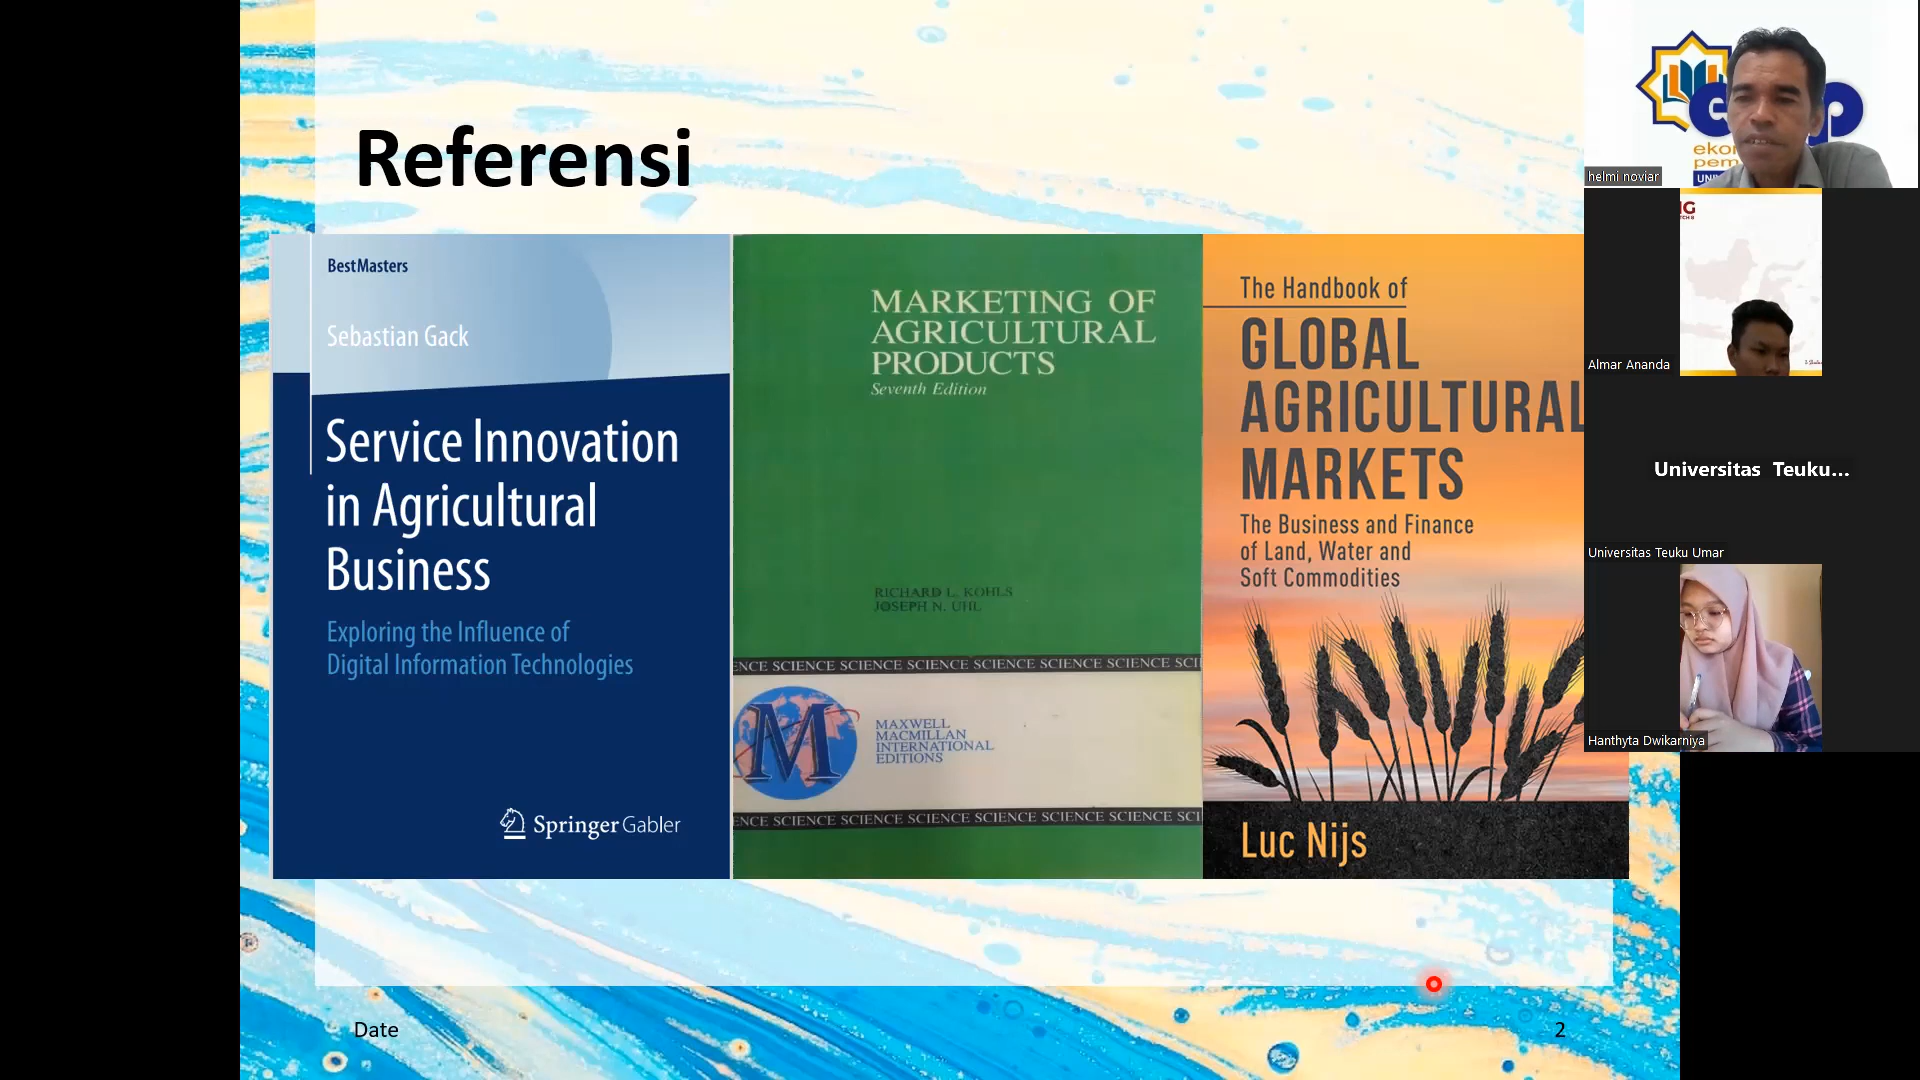 Referensi
BestMasters
Sebastian Gack
Service Innovation
in Agricultural
Business
Exploring the Influence of
Digital Information Technologies
Springer Gabler
MARKETING OF
AGRICULTURAL
PRODUCTS
Seventh Edition
RICHARD L. KOHLS
JOSEPH N. UHL
SCIENCE SCIENCE SCIENCE SCIENCE SCIENCE SCIENCE
M
MAXWELL
MACMILLAN
INTERNATIONAL
EDITIONS
SCIENCE SCIENCE SCIENCE SCIENCE SCIENCE SCIENCE
The Handbook of
GLOBAL
AGRICULTURAL
MARKETS
The Business and Finance
of Land, Water and
Soft Commodities
Luc Nijs
Date
2
helmi noviar
Almar Ananda
Universitas Teuku...
Universitas Teuku Umar
Hanthyta Dwikarniya